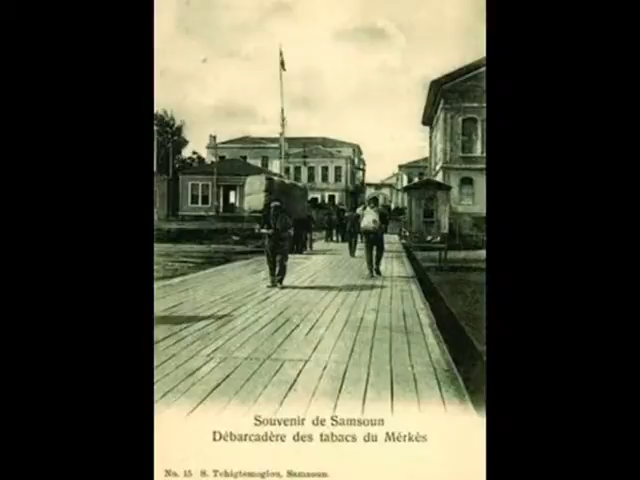 Souvenir de Samsoun
Débarcadère des tabacs du Mérkès
No. 15 S. Tchigtemoglou, Samsoun.